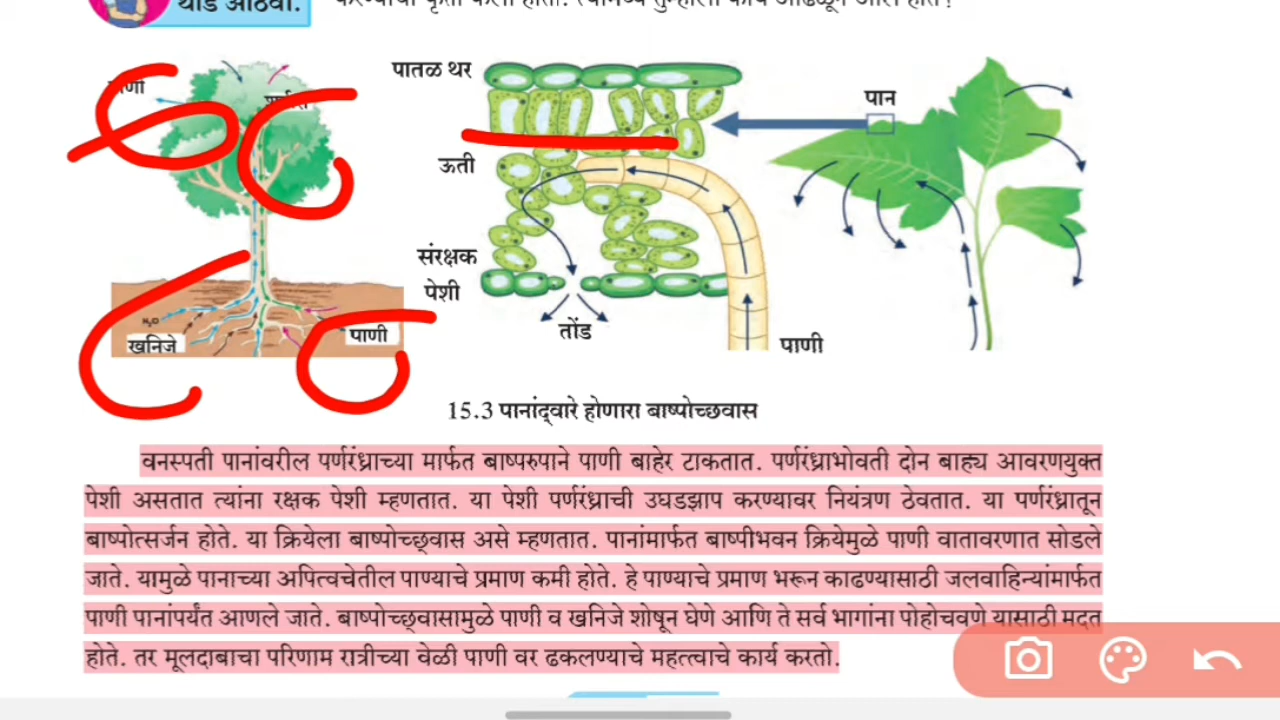 थोडे आठवा.
पाणी
पातळ थर
पान
ऊती
संरक्षक
पेशी
H₂O
खनिजे
पाणी
तोंड
पाणी
15.3 पानांद्‌वारे होणारा बाष्पोच्छवास
वनस्पती पानांवरील पर्णरंध्राच्या मार्फत बाष्परुपाने पाणी बाहेर टाकतात. पर्णरंध्राभोवती दोन बाह्य आवरणयुक्त
पेशी असतात त्यांना रक्षक पेशी म्हणतात. या पेशी पर्णरंध्राची उघडझाप करण्यावर नियंत्रण ठेवतात. या पर्णरंध्रातून
बाष्पोत्सर्जन होते. या क्रियेला बाष्पोच्छ्वास असे म्हणतात. पानांमार्फत बाष्पीभवन क्रियेमुळे पाणी वातावरणात सोडले
जाते. यामुळे पानाच्या अपित्वचेतील पाण्याचे प्रमाण कमी होते. हे पाण्याचे प्रमाण भरून काढण्यासाठी जलवाहिन्यांमार्फत
पाणी पानांपर्यंत आणले जाते. बाष्पोच्छ्वासामुळे पाणी व खनिजे शोषून घेणे आणि ते सर्व भागांना पोहोचवणे यासाठी मदत
होते. तर मूलदाबाचा परिणाम रात्रीच्या वेळी पाणी वर ढकलण्याचे महत्त्वाचे कार्य करतो.